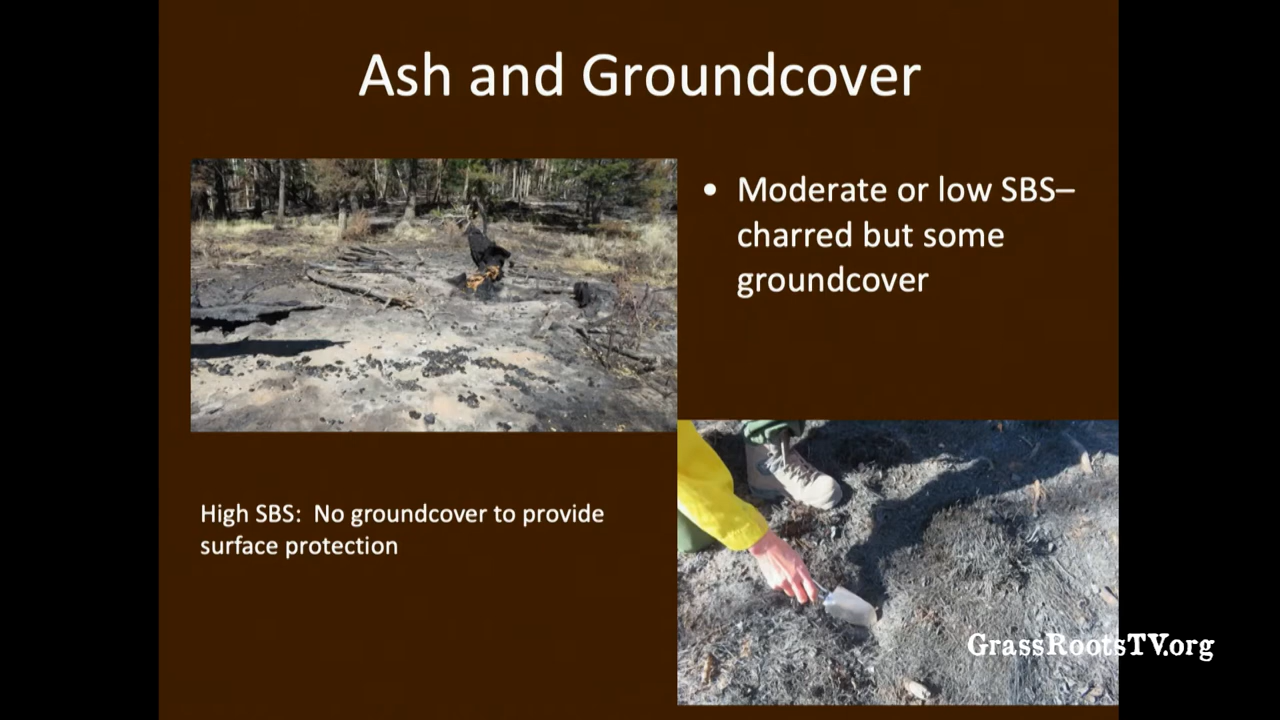 Ash and Groundcover
• Moderate or low SBS–
charred but some
groundcover
High SBS:  No groundcover to provide
surface protection
GrassRootsTV.org